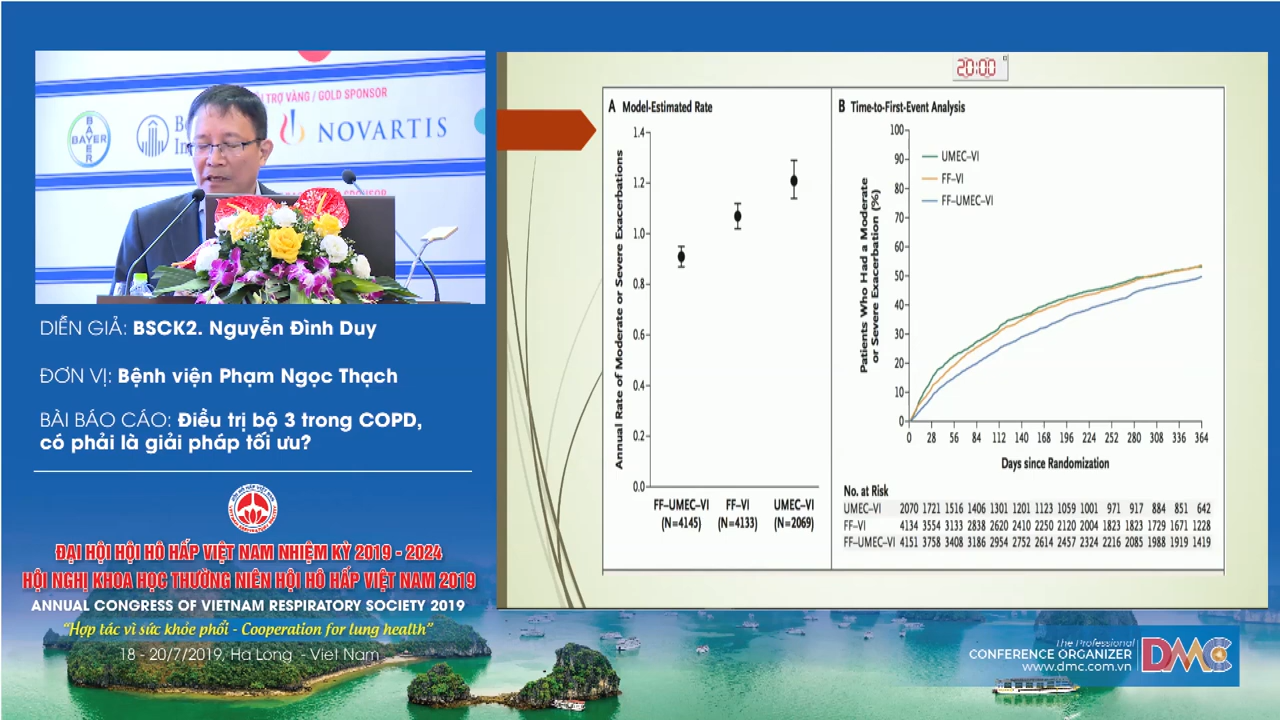 TRỢ VÀNG / GOLD SPONSOR
BAYER
BAYER
NOVARTIS
DIỄN GIẢ: BSCK2. Nguyễn Đình Duy
ĐƠN VỊ: Bệnh viện Phạm Ngọc Thạch
BÀI BÁO CÁO: Điều trị bộ 3 trong COPD,
có phải là giải pháp tối ưu?
ĐẠI HỘI HỘI HÔ HẤP VIỆT NAM NHIỆM KỲ 2019 - 2024
HỘI NGHỊ KHOA HỌC THƯỜNG NIÊN HỘI HÔ HẤP VIỆT NAM 2019
ANNUAL CONGRESS OF VIETNAM RESPIRATORY SOCIETY 2019
“Hợp tác vì sức khỏe phổi - Cooperation for lung health”
18 - 20/7/2019, Ha Long - Viet Nam
20:00
A Model-Estimated Rate
Annual Rate of Moderate or Severe Exacerbations
1.4
1.2
1.0
0.8
0.6
0.4
0.2
0.0
FF–UMEC–VI FF–VI UMEC–VI
(N=4145) (N=4133) (N=2069)
B Time-to-First-Event Analysis
Patients Who Had a Moderate
or Severe Exacerbation (%)
100
90
80
70
60
50
40
30
20
10
0
UMEC–VI
FF–VI
FF–UMEC–VI
0 28 56 84 112 140 168 196 224 252 280 308 336 364
Days since Randomization
No. at Risk
UMEC–VI 2070 1721 1516 1406 1301 1201 1123 1059 1001 971 917 884 851 642
FF–VI 4134 3554 3133 2838 2620 2410 2250 2120 2004 1823 1823 1729 1671 1228
FF–UMEC–VI 4151 3758 3408 3186 2954 2752 2614 2457 2324 2216 2085 1988 1919 1419
The Professional
CONFERENCE ORGANIZER
www.dmc.com.vn
DMC